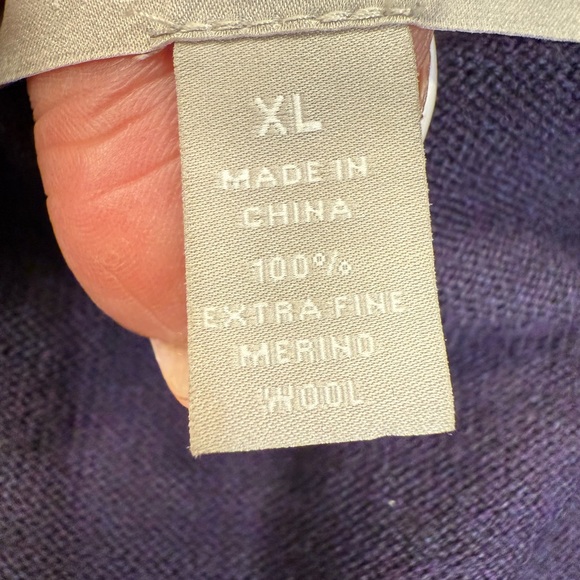 XL
MADE IN
CHINA
100%
EXTRA FINE
MERINO
WOOL